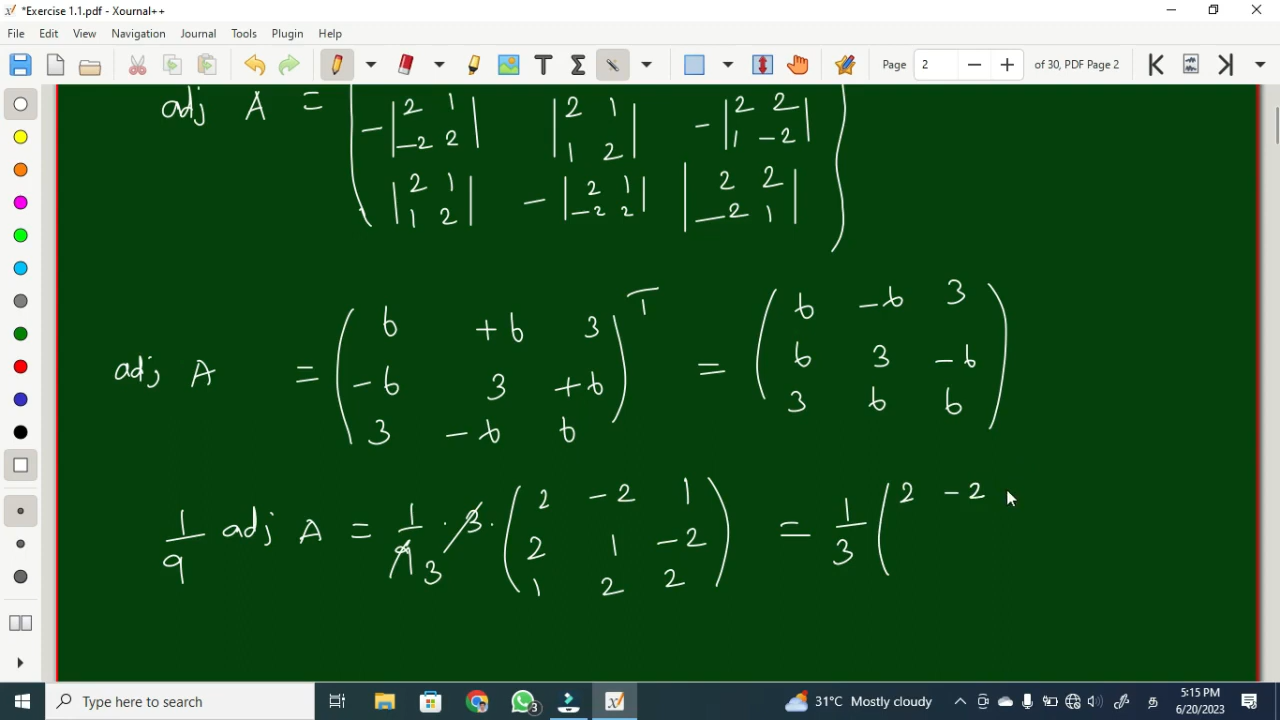 *Exercise 1.1.pdf - Xournal++
File Edit View Navigation Journal Tools Plugin Help
Page 2 of 30, PDF Page 2
adj A =
-|2 1| |2 1| -|2 2|
|-2 2| |1 2| |1 -2|
|2 1| -|2 1| |2 2|
|1 2| |-2 2| |-2 1|
adj A = ( 6 +6 3 )ᵀ = ( 6 -6 3 )
( -6 3 +6 ) ( 6 3 -6 )
( 3 -6 6 ) ( 3 6 6 )
1/9 adj A = 1/9 3 · 3 · ( 2 -2 1 ) = 1/3 ( 2 -2
( 2 1 -2 )
( 1 2 2 )
Type here to search
3
31°C Mostly cloudy
5:15 PM
6/20/2023